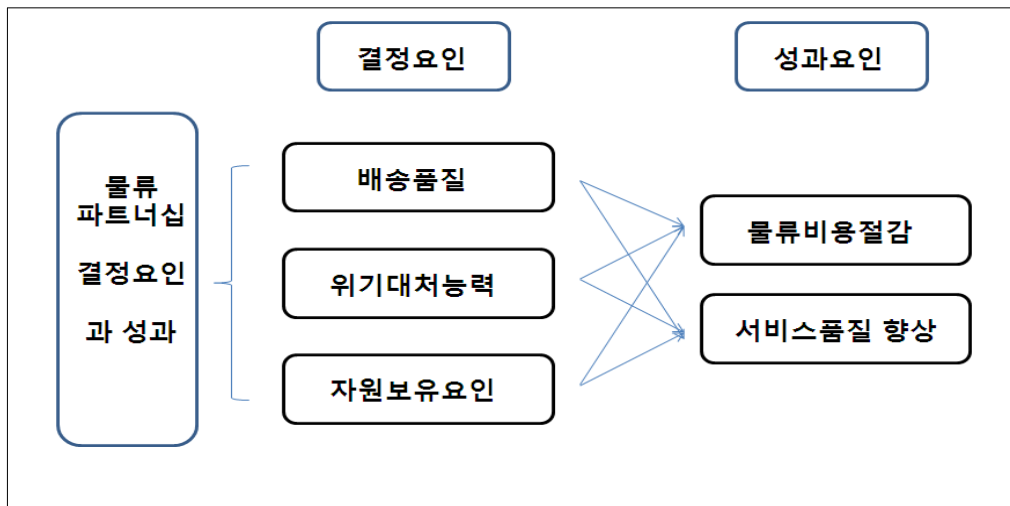 결정요인
성과요인
물류
파트너십
결정요인
과 성과
배송품질
위기대처능력
자원보유요인
물류비용절감
서비스품질 향상